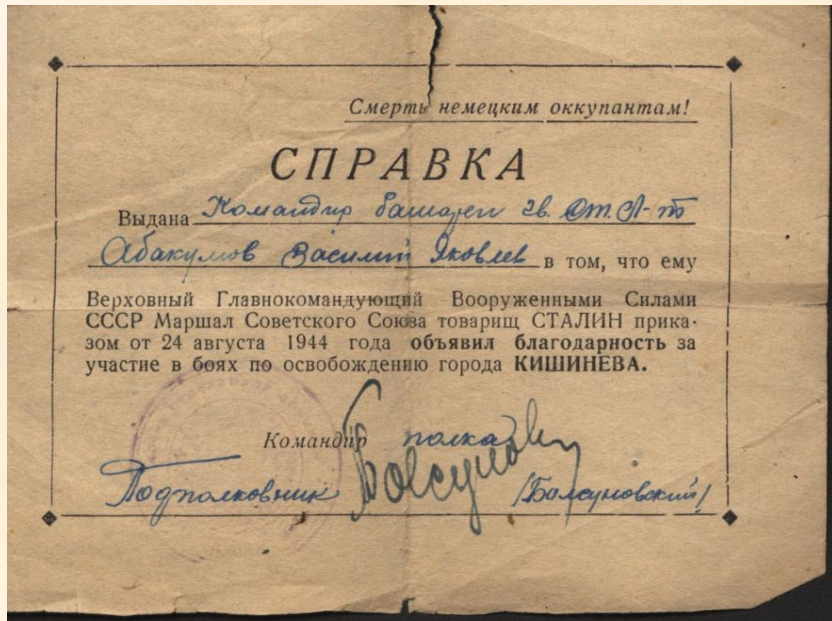 Смерть немецким оккупантам!
СПРАВКА
Выдана Командир батареи гв. Ст. Л-т
Абакумов Василий Яковлев в том, что ему
Верховный Главнокомандующий Вооруженными Силами
СССР Маршал Советского Союза товарищ СТАЛИН прика-
зом от 24 августа 1944 года объявил благодарность за
участие в боях по освобождению города КИШИНЕВА.
Командир полка
Подполковник /Болсуновский/